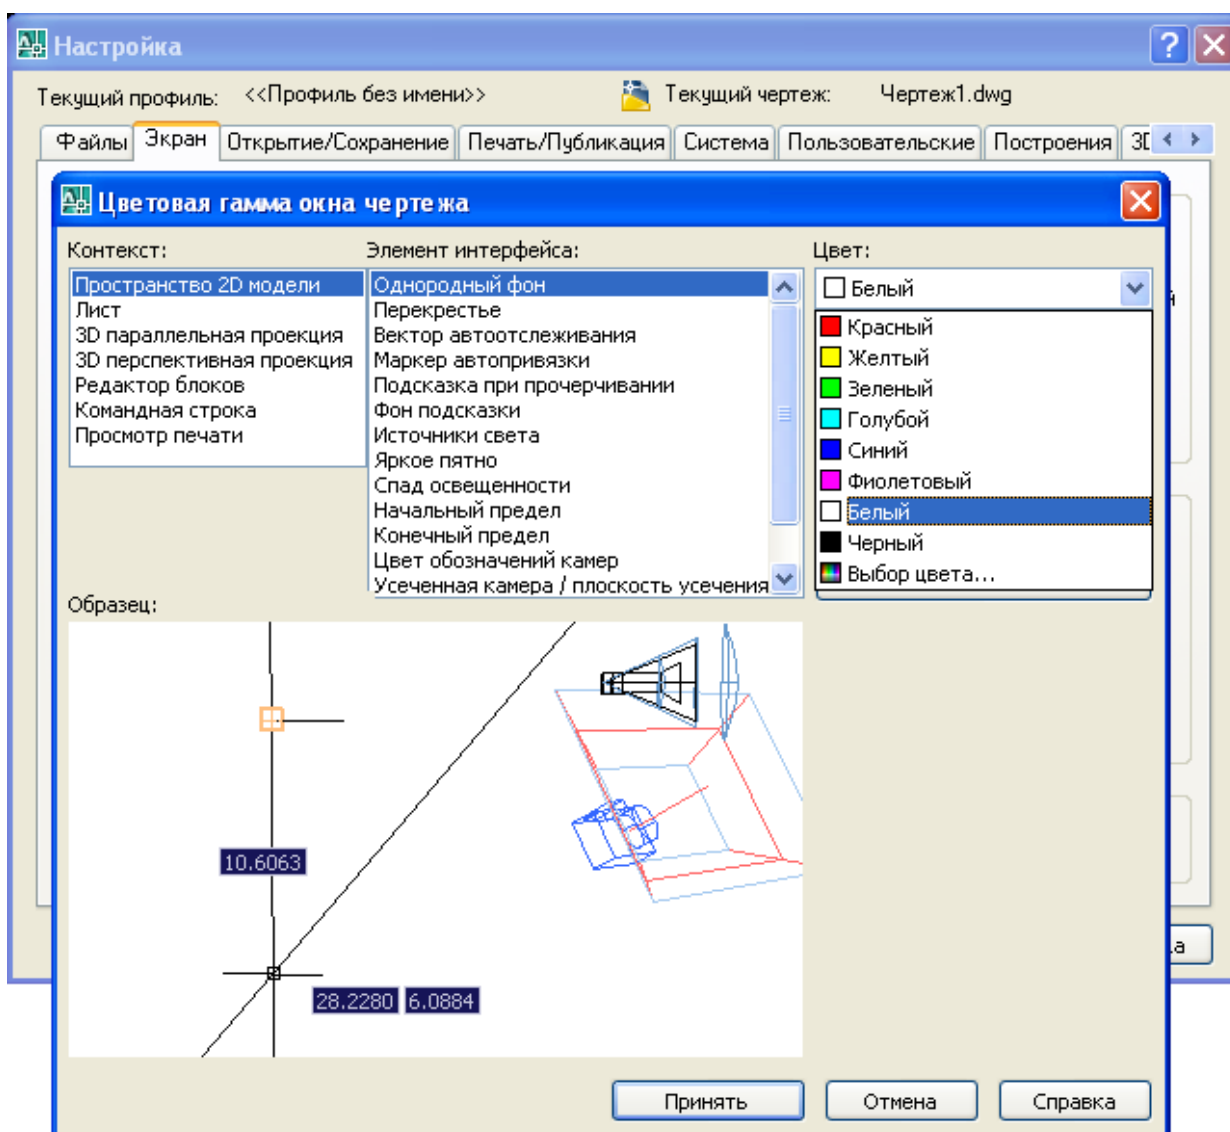 Настройка
Текущий профиль: <<Профиль без имени>> Текущий чертеж: Чертеж1.dwg
Файлы Экран Открытие/Сохранение Печать/Публикация Система Пользовательские Построения
Цветовая гамма окна чертежа
Контекст:
Пространство 2D модели
Лист
3D параллельная проекция
3D перспективная проекция
Редактор блоков
Командная строка
Просмотр печати
Элемент интерфейса:
Однородный фон
Перекрестье
Вектор автоотслеживания
Маркер автопривязки
Подсказка при прочерчивании
Фон подсказки
Источники света
Яркое пятно
Спад освещенности
Начальный предел
Конечный предел
Цвет обозначений камер
Усеченная камера / плоскость усечения
Цвет:
Белый
Красный
Желтый
Зеленый
Голубой
Синий
Фиолетовый
Белый
Черный
Выбор цвета...
Образец:
10.6063
28.2280 6.0884
Принять Отмена Справка